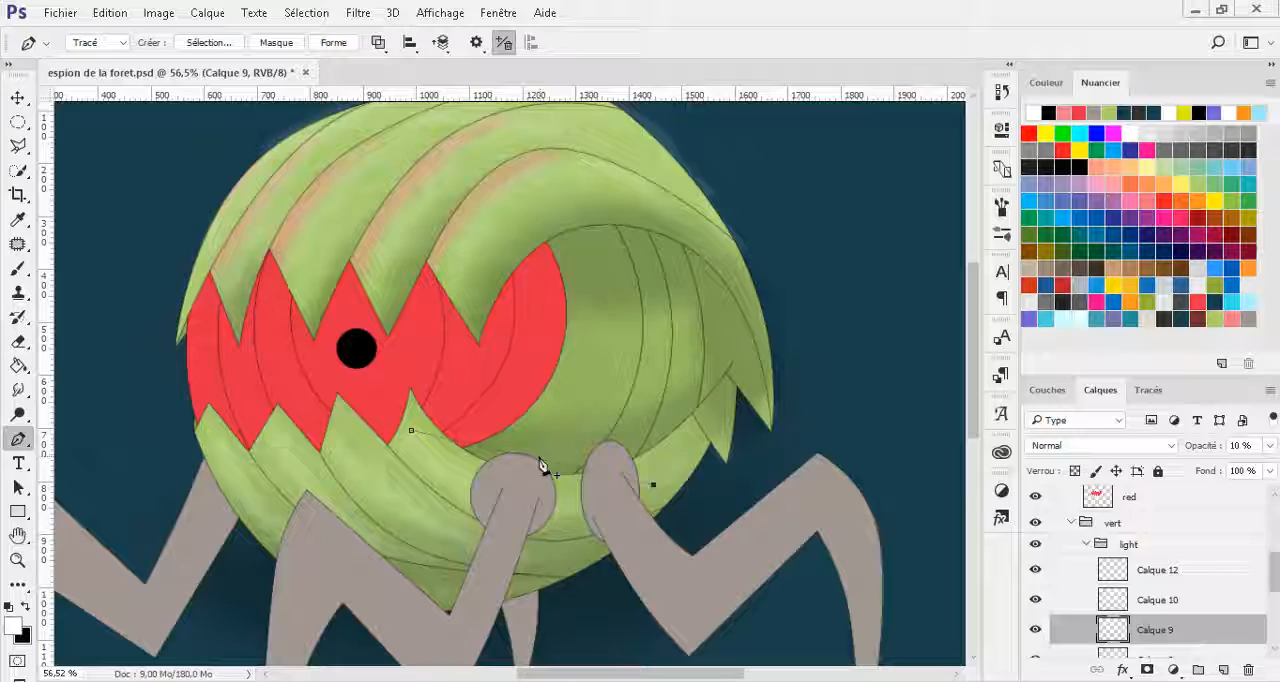 Ps Fichier Edition Image Calque Texte Sélection Filtre 3D Affichage Fenêtre Aide
Tracé Créer : Sélection... Masque Forme
espion de la foret.psd @ 56,5% (Calque 9, RVB/8) *
Couleur Nuancier
00 400 500 600 700 800 900 1000 1100 1200 1300 1400 1500 1600 1700 1800 1900 200
Couches Calques Tracés
Type
Normal Opacité : 10 %
Verrou : Fond : 100 %
red
vert
light
Calque 12
Calque 10
Calque 9
56,52 % Doc : 9,00 Mo/180,0 Mo